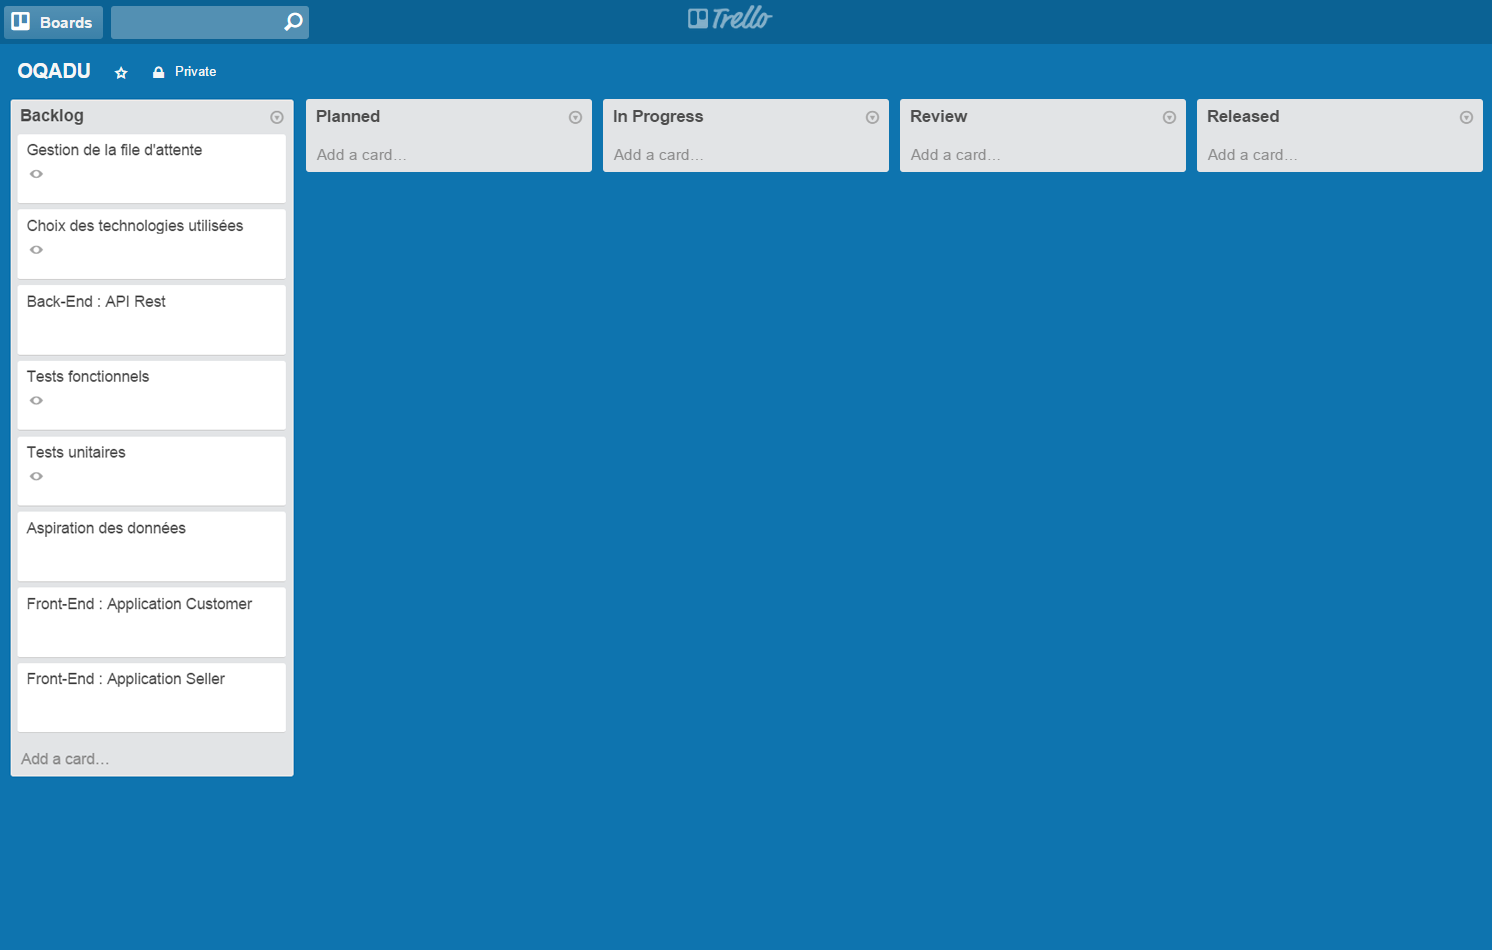 Boards
Trello
OQADU
Private
Backlog
Gestion de la file d'attente
Choix des technologies utilisées
Back-End : API Rest
Tests fonctionnels
Tests unitaires
Aspiration des données
Front-End : Application Customer
Front-End : Application Seller
Add a card...
Planned
Add a card...
In Progress
Add a card...
Review
Add a card...
Released
Add a card...